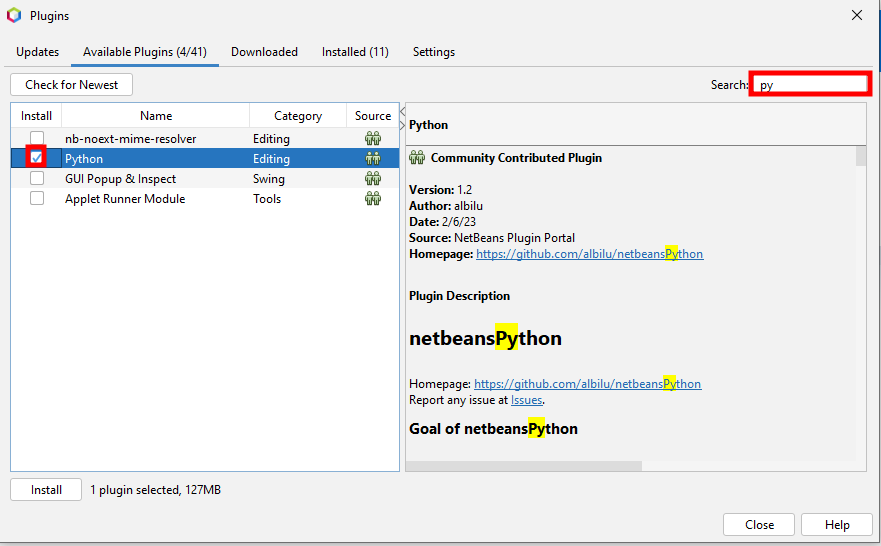 Plugins
Updates Available Plugins (4/41) Downloaded Installed (11) Settings
Check for Newest Search: py
Install Name Category Source
nb-noext-mime-resolver Editing
Python Editing
GUI Popup & Inspect Swing
Applet Runner Module Tools
Python
Community Contributed Plugin
Version: 1.2
Author: albilu
Date: 2/6/23
Source: NetBeans Plugin Portal
Homepage: https://github.com/albilu/netbeansPython
Plugin Description
netbeansPython
Homepage: https://github.com/albilu/netbeansPython
Report any issue at Issues.
Goal of netbeansPython
Install 1 plugin selected, 127MB
Close Help